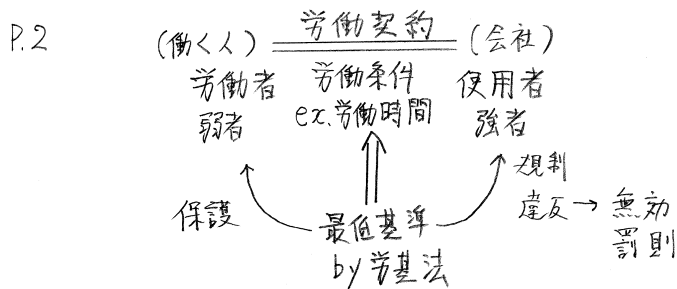 P.2
労働契約
(働く人) (会社)
労働者 労働条件 使用者
弱者 ex.労働時間 強者
規制
保護 違反→無効
最低基準 罰則
by 労基法